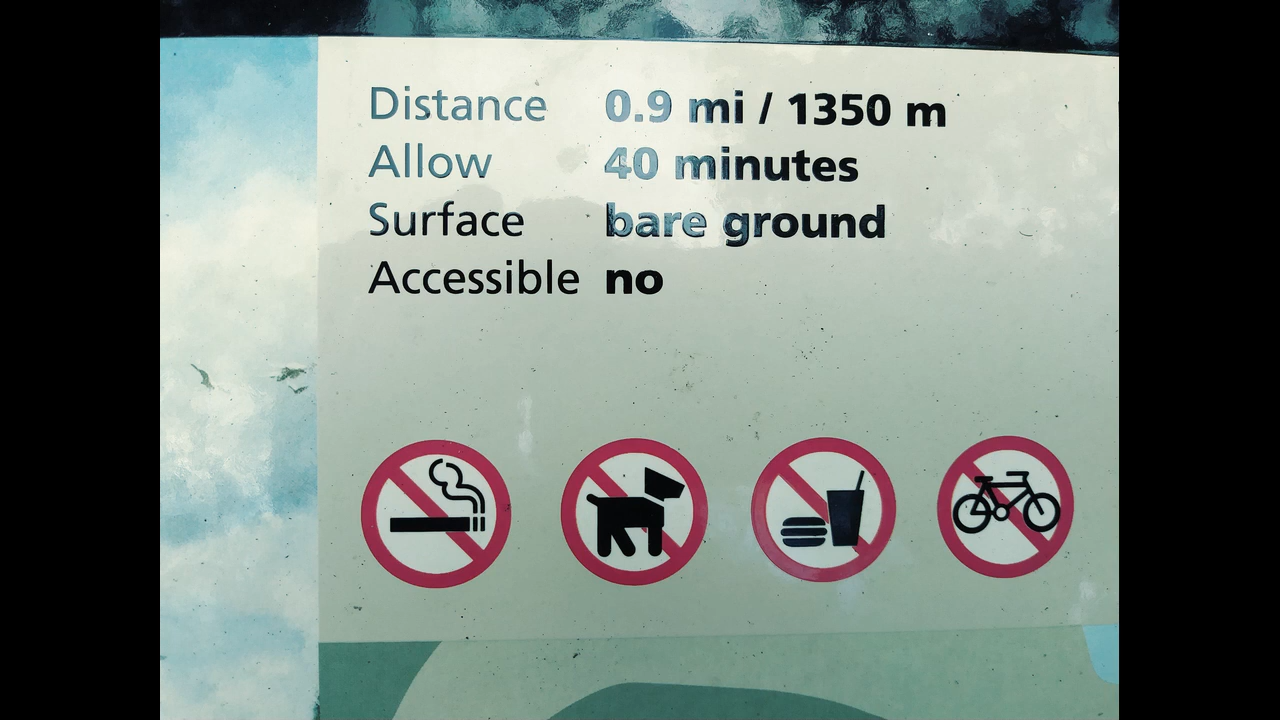 Distance 0.9 mi / 1350 m
Allow 40 minutes
Surface bare ground
Accessible no